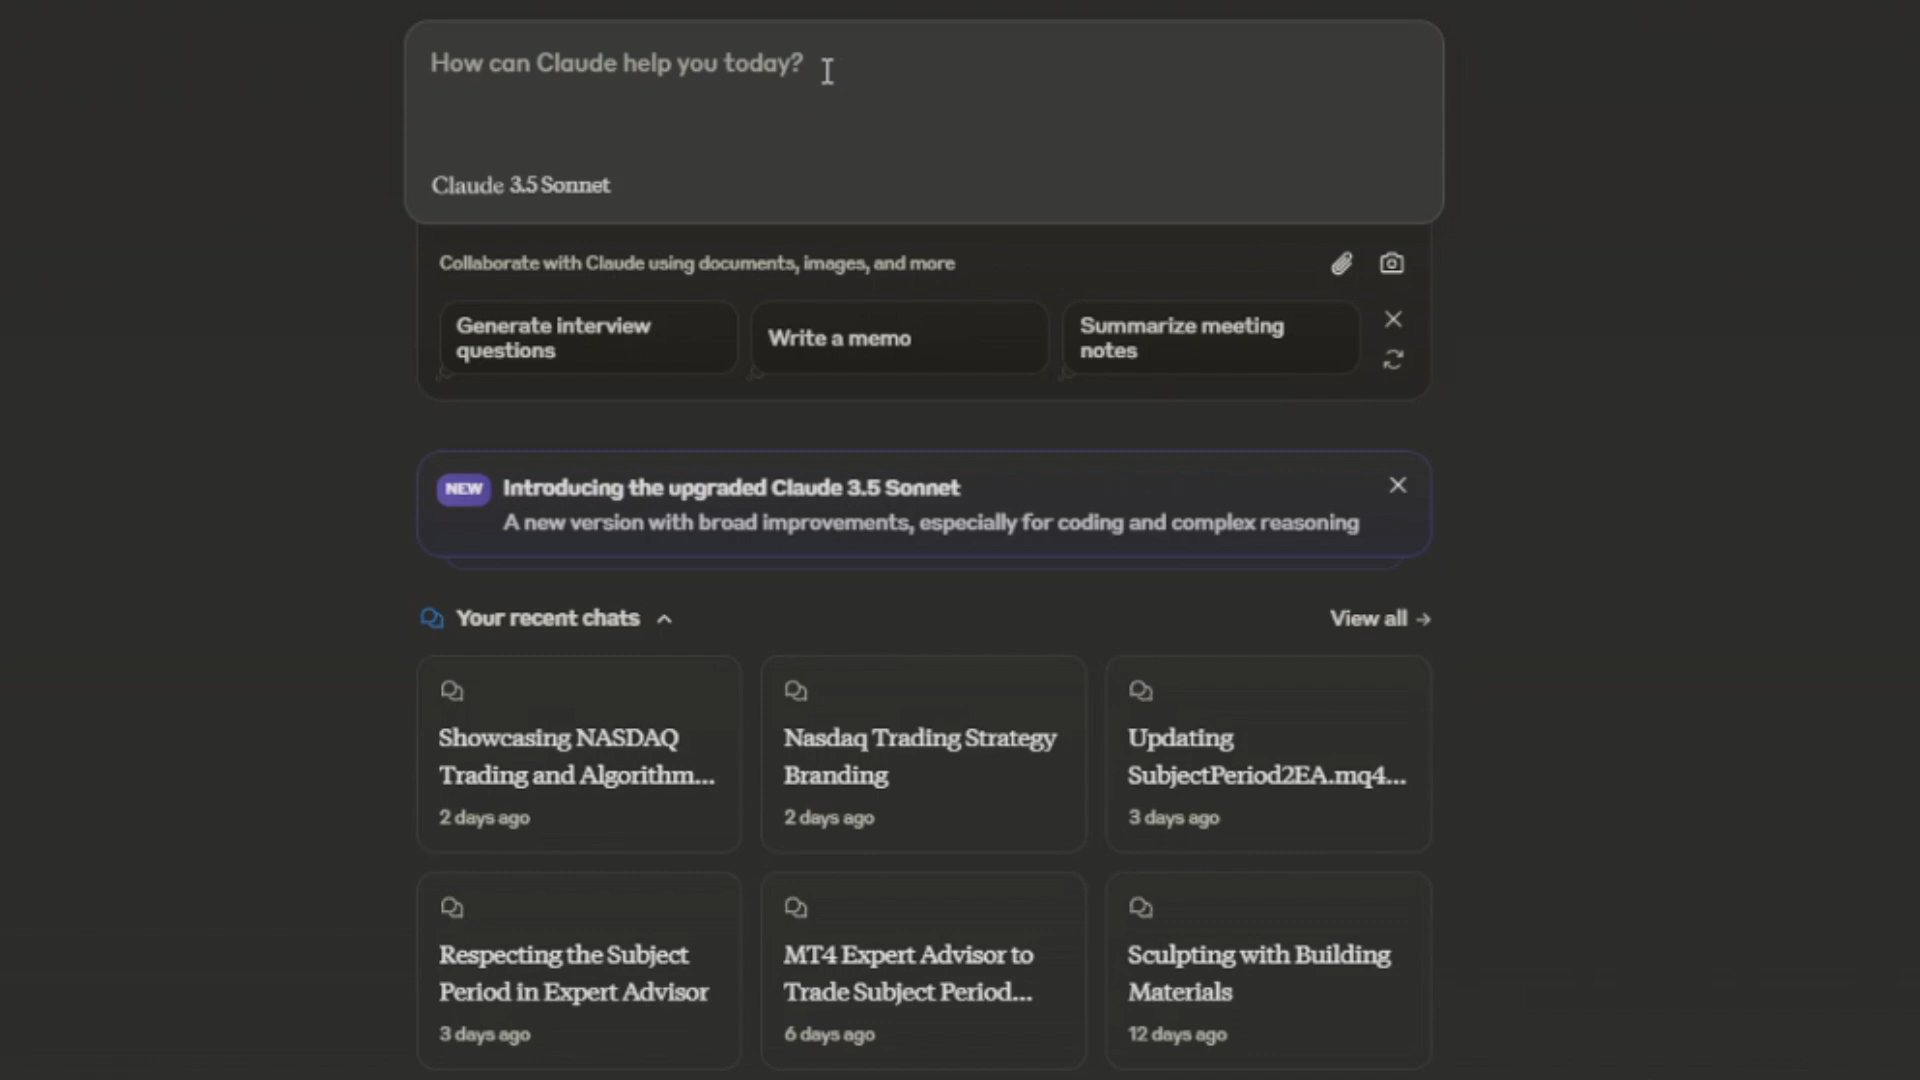 How can Claude help you today?
Claude 3.5 Sonnet
Collaborate with Claude using documents, images, and more
Generate interview
questions
Write a memo
Summarize meeting
notes
NEW
Introducing the upgraded Claude 3.5 Sonnet
A new version with broad improvements, especially for coding and complex reasoning
Your recent chats
View all →
Showcasing NASDAQ
Trading and Algorithm...
2 days ago
Nasdaq Trading Strategy
Branding
2 days ago
Updating
SubjectPeriod2EA.mq4...
3 days ago
Respecting the Subject
Period in Expert Advisor
3 days ago
MT4 Expert Advisor to
Trade Subject Period...
6 days ago
Sculpting with Building
Materials
12 days ago